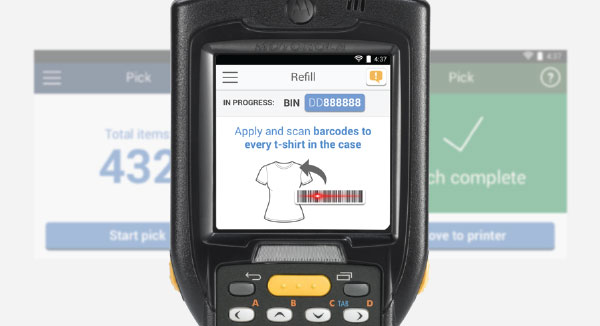 MOTOROLA
4:37
Refill
IN PROGRESS: BIN DD888888
Apply and scan barcodes to
every t-shirt in the case
A B C TAB D
Pick
Total items
432
Start pick
4:37
Pick
?
ch complete
ove to printer